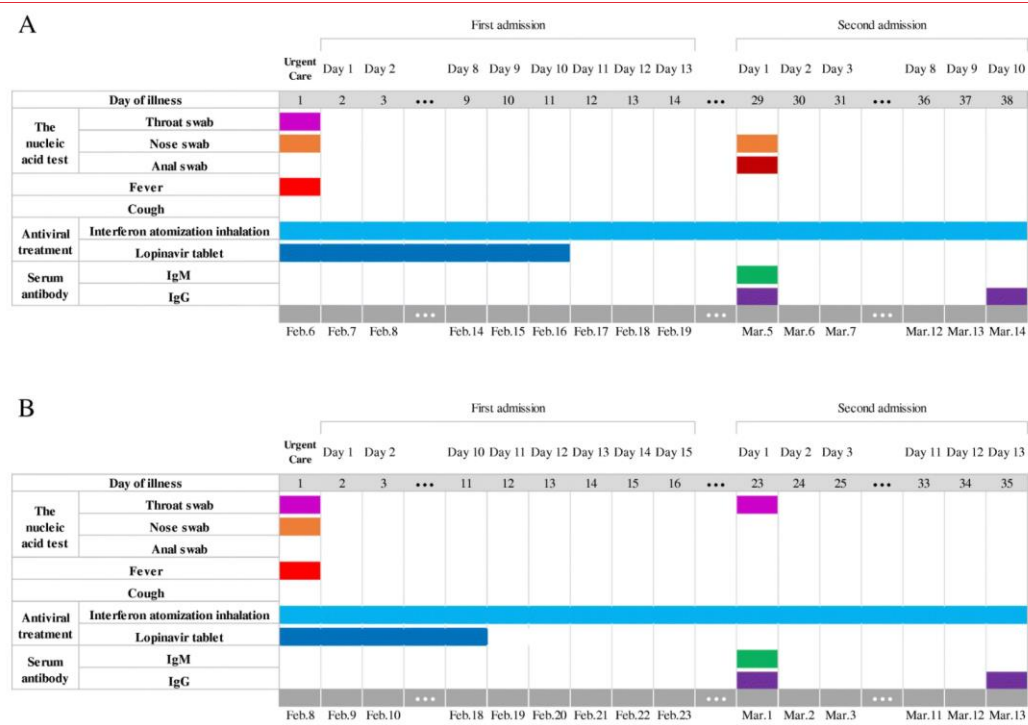 A
First admission Second admission
Urgent Care Day 1 Day 2 Day 8 Day 9 Day 10 Day 11 Day 12 Day 13 Day 1 Day 2 Day 3 Day 8 Day 9 Day 10
Day of illness 1 2 3 ••• 9 10 11 12 13 14 ••• 29 30 31 ••• 36 37 38
The nucleic acid test
Throat swab
Nose swab
Anal swab
Fever
Cough
Antiviral treatment
Interferon atomization inhalation
Lopinavir tablet
Serum antibody
IgM
IgG
••• ••• •••
Feb.6 Feb.7 Feb.8 Feb.14 Feb.15 Feb.16 Feb.17 Feb.18 Feb.19 Mar.5 Mar.6 Mar.7 Mar.12 Mar.13 Mar.14
B
First admission Second admission
Urgent Care Day 1 Day 2 Day 10 Day 11 Day 12 Day 13 Day 14 Day 15 Day 1 Day 2 Day 3 Day 11 Day 12 Day 13
Day of illness 1 2 3 ••• 11 12 13 14 15 16 ••• 23 24 25 ••• 33 34 35
The nucleic acid test
Throat swab
Nose swab
Anal swab
Fever
Cough
Antiviral treatment
Interferon atomization inhalation
Lopinavir tablet
Serum antibody
IgM
IgG
••• ••• •••
Feb.8 Feb.9 Feb.10 Feb.18 Feb.19 Feb.20 Feb.21 Feb.22 Feb.23 Mar.1 Mar.2 Mar.3 Mar.11 Mar.12 Mar.13